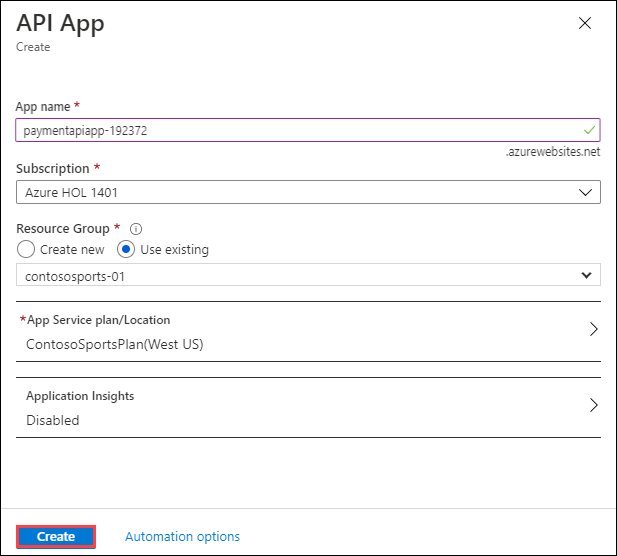 API App
Create
App name *
paymentapiapp-192372
.azurewebsites.net
Subscription *
Azure HOL 1401
Resource Group *
Create new Use existing
contososports-01
*App Service plan/Location
ContosoSportsPlan(West US)
Application Insights
Disabled
Create Automation options